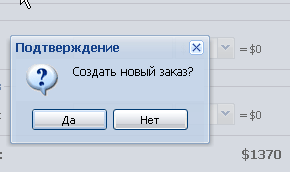 Подтверждение
= $0
Создать новый заказ?
Да
Нет
= $0
: $1370